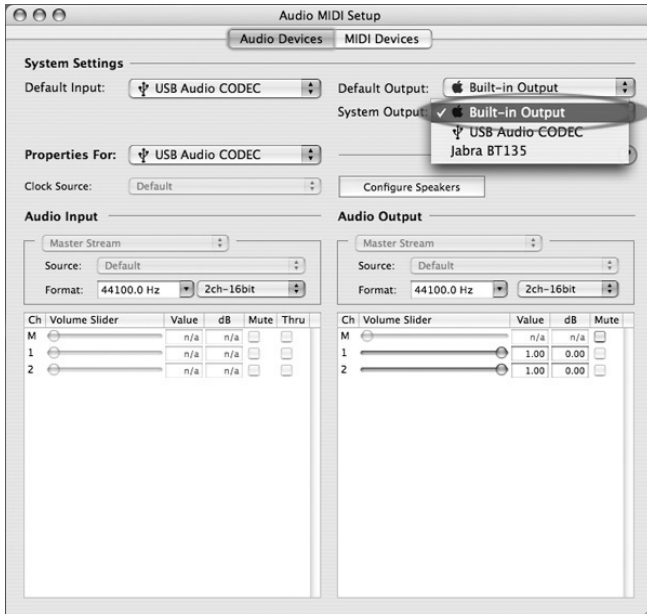 Audio MIDI Setup
Audio Devices MIDI Devices
System Settings
Default Input: USB Audio CODEC
Default Output: Built-in Output
System Output: ✓ Built-in Output
USB Audio CODEC
Jabra BT135
Properties For: USB Audio CODEC
Clock Source: Default
Configure Speakers
Audio Input
Master Stream
Source: Default
Format: 44100.0 Hz 2ch-16bit
Ch Volume Slider Value dB Mute Thru
M n/a n/a
1 n/a n/a
2 n/a n/a
Audio Output
Master Stream
Source: Default
Format: 44100.0 Hz 2ch-16bit
Ch Volume Slider Value dB Mute
M n/a n/a
1 1.00 0.00
2 1.00 0.00